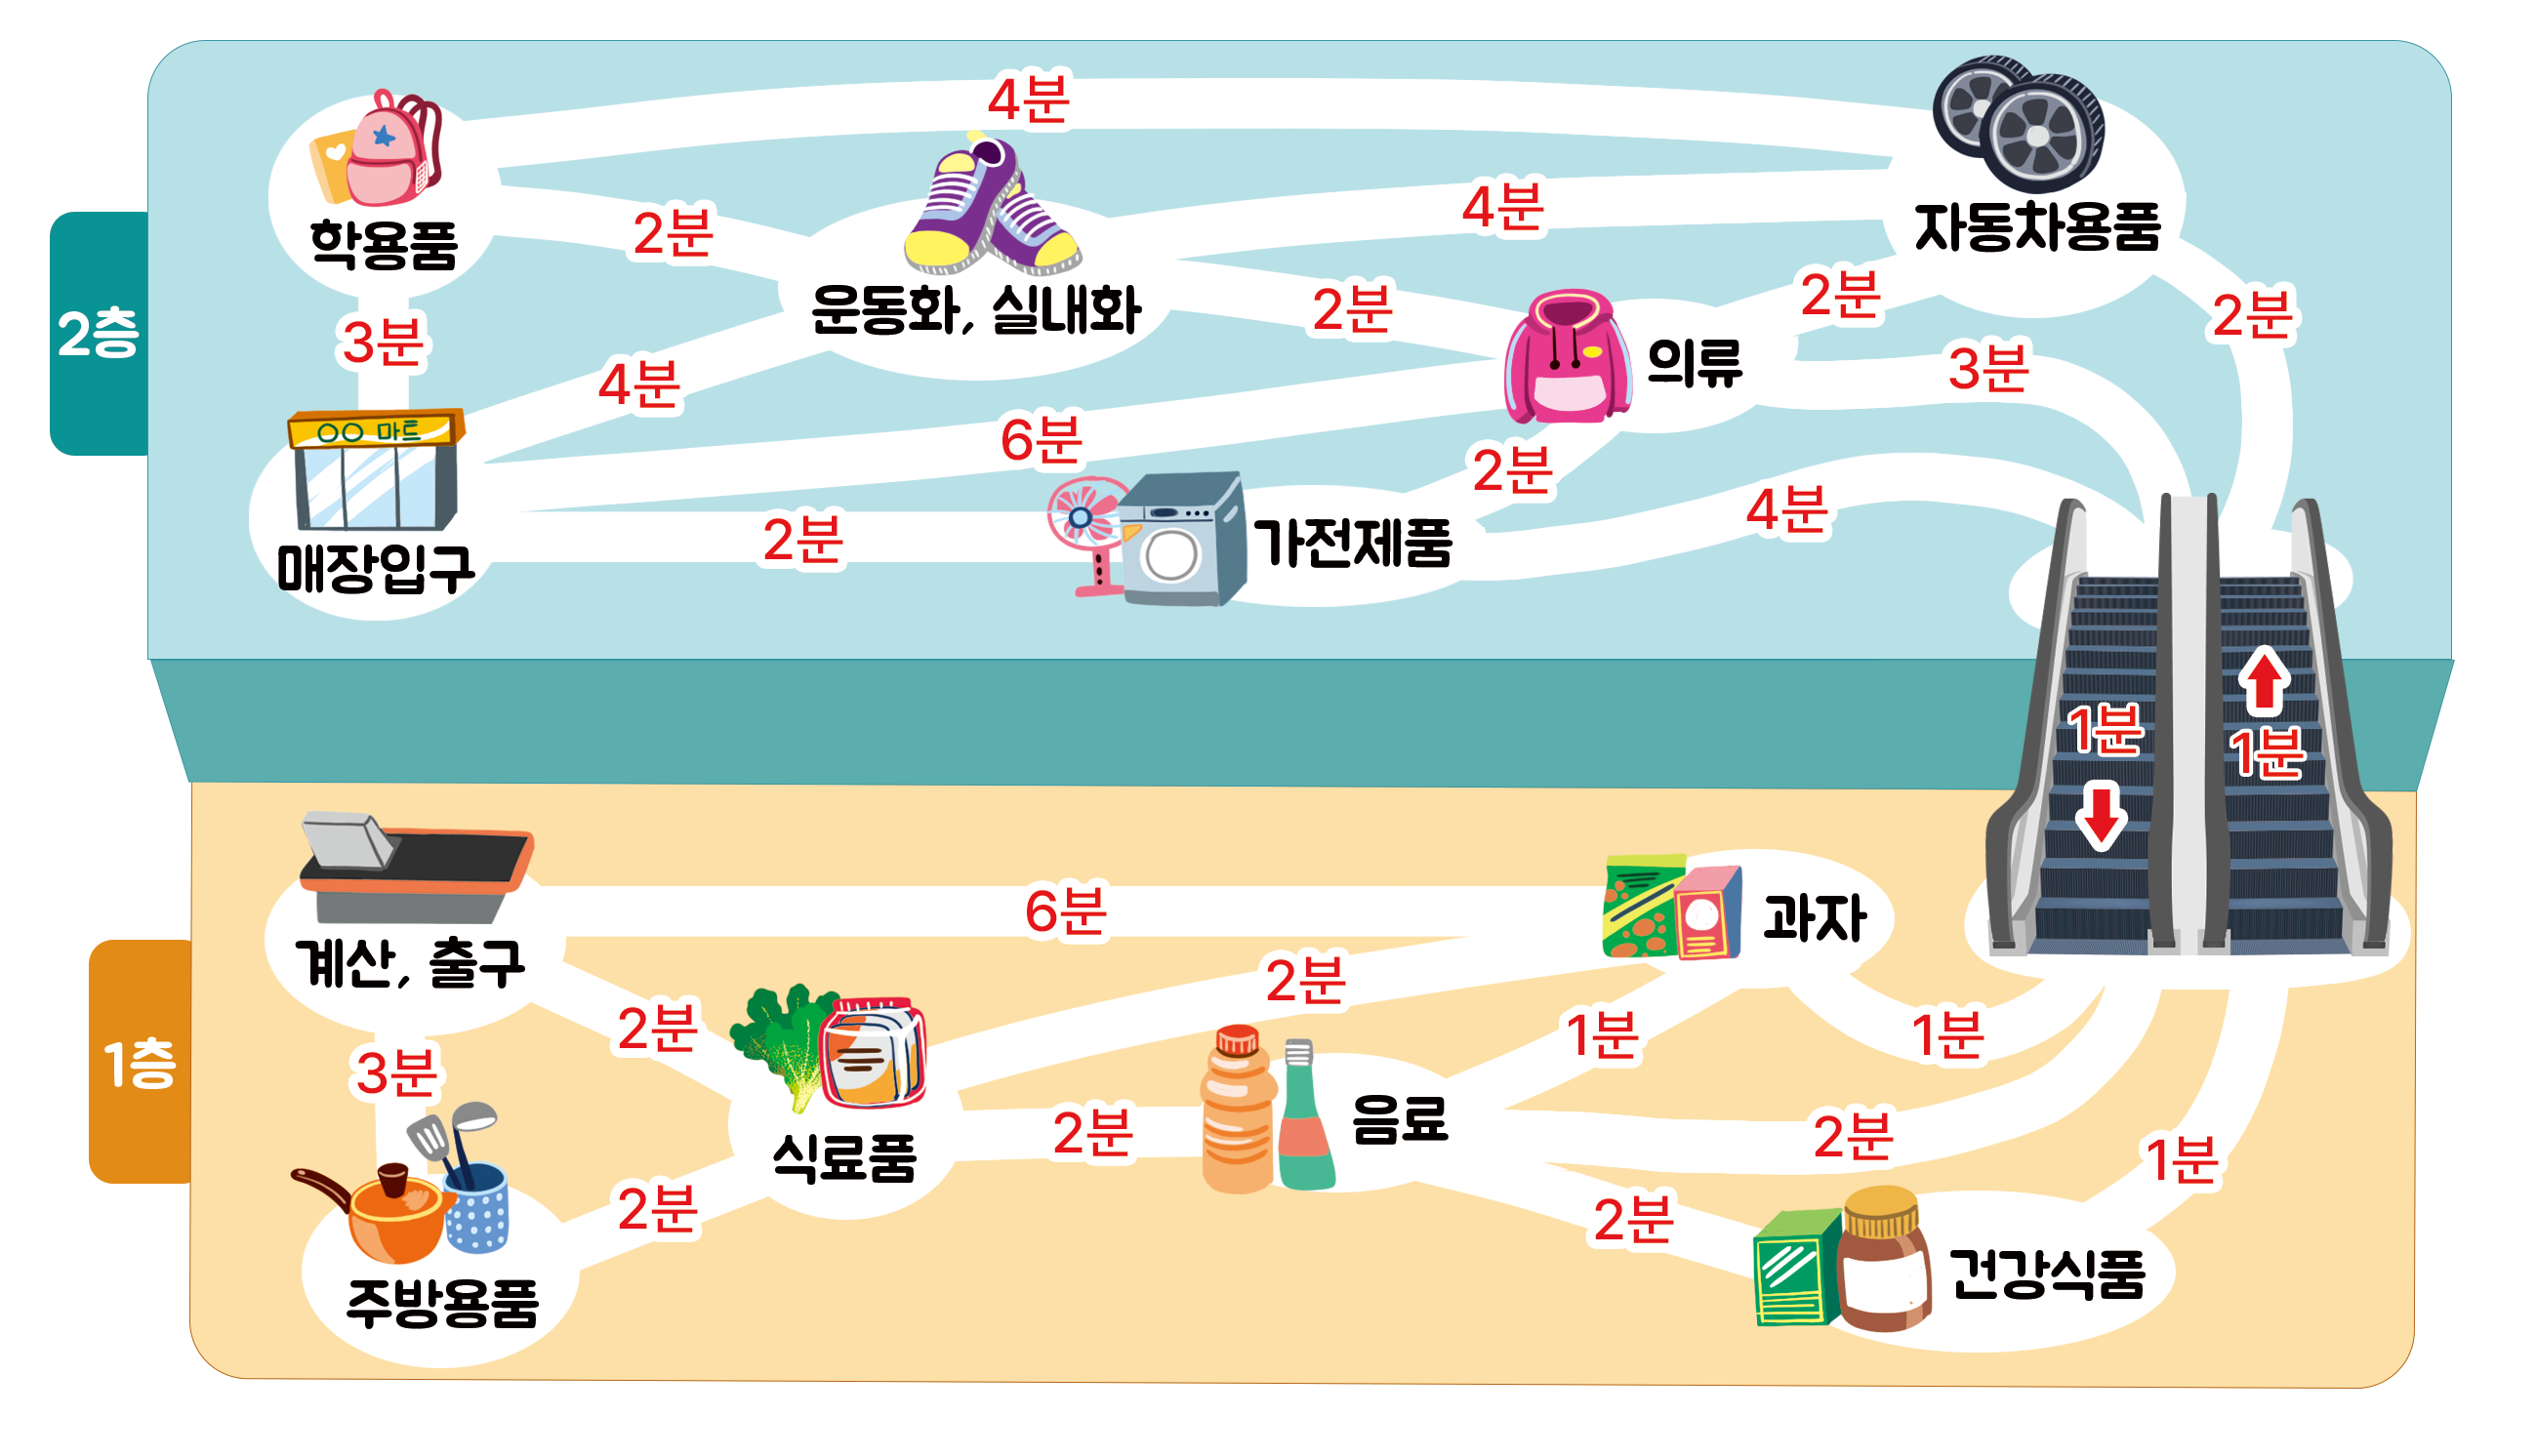 4분
학용품
2분
4분
자동차용품
운동화, 실내화
2분
2분
2분
2층
3분
4분
의류
3분
○○ 마트
6분
2분
매장입구
2분
가전제품
4분
1분
1분
계산, 출구
6분
과자
2분
2분
1분
1분
1층
3분
식료품
2분
음료
2분
1분
2분
2분
주방용품
건강식품